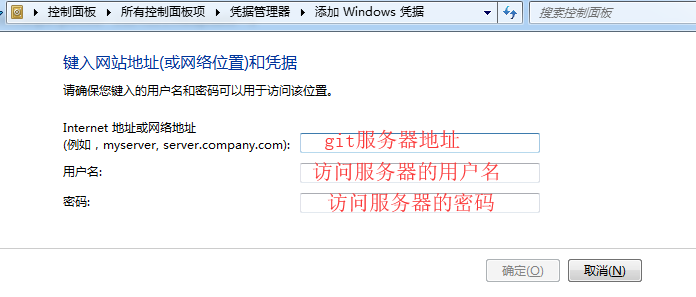 控制面板 所有控制面板项 凭据管理器 添加 Windows 凭据 搜索控制面板
键入网站地址(或网络位置)和凭据
请确保您键入的用户名和密码可以用于访问该位置。
Internet 地址或网络地址
(例如，myserver, server.company.com): git服务器地址
用户名: 访问服务器的用户名
密码: 访问服务器的密码
确定(O) 取消(N)